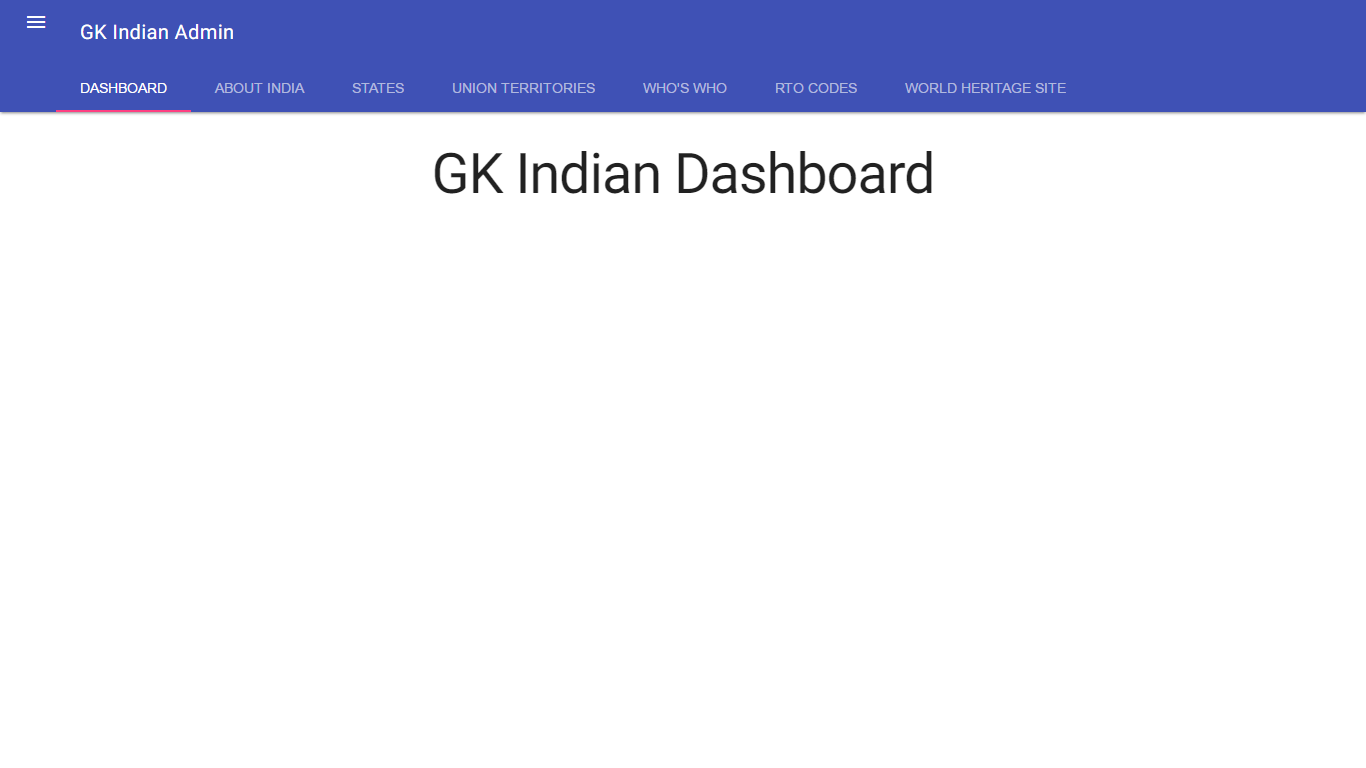 GK Indian Admin
DASHBOARD ABOUT INDIA STATES UNION TERRITORIES WHO'S WHO RTO CODES WORLD HERITAGE SITE
GK Indian Dashboard